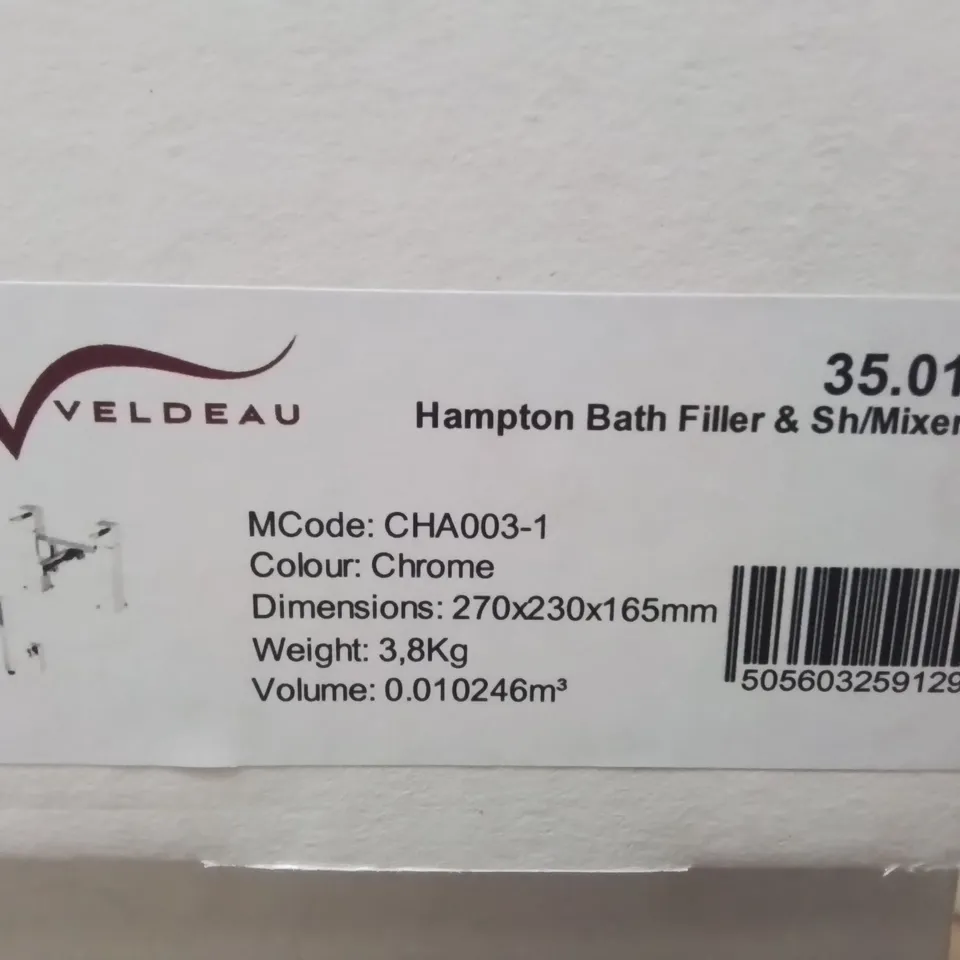 VELDEAU
35.01
Hampton Bath Filler & Sh/Mixer
MCode: CHA003-1
Colour: Chrome
Dimensions: 270x230x165mm
Weight: 3,8Kg
Volume: 0.010246m³
505603259129